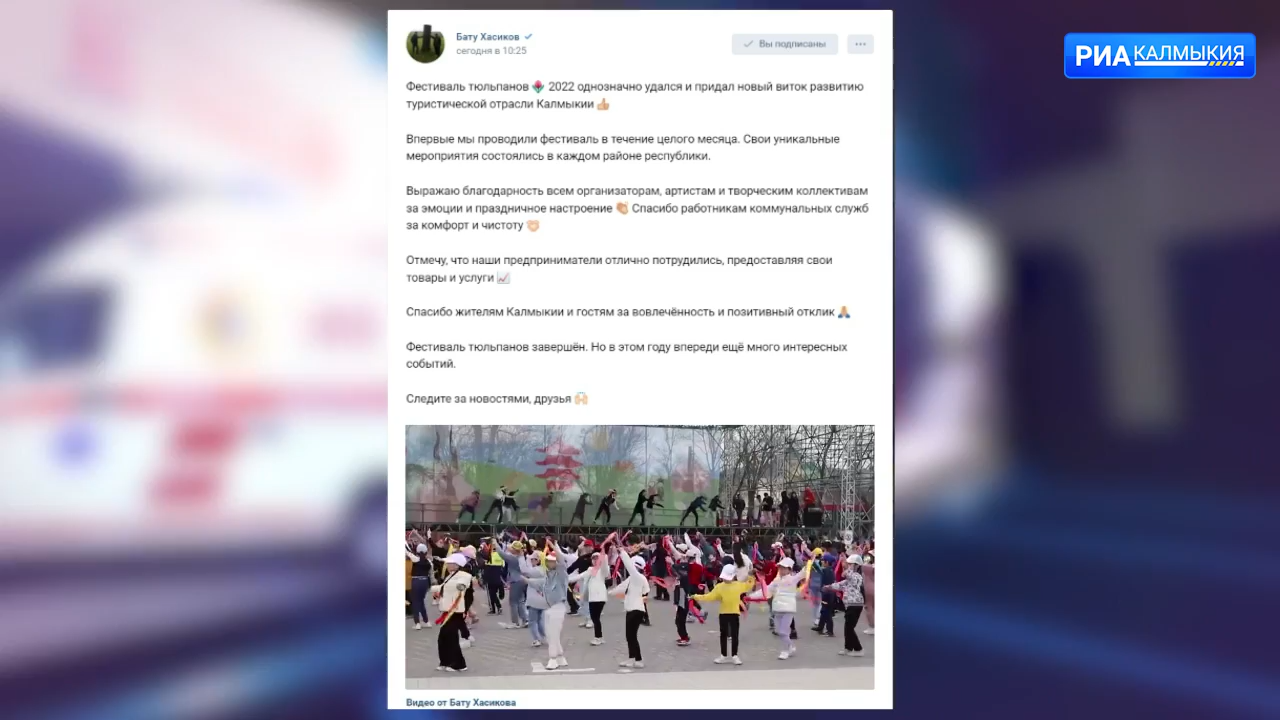 Бату Хасиков
сегодня в 10:25
Вы подписаны
РИА КАЛМЫКИЯ
Фестиваль тюльпанов 🌷 2022 однозначно удался и придал новый виток развитию
туристической отрасли Калмыкии 👍🏼
Впервые мы проводили фестиваль в течение целого месяца. Свои уникальные
мероприятия состоялись в каждом районе республики.
Выражаю благодарность всем организаторам, артистам и творческим коллективам
за эмоции и праздничное настроение 👏🏼 Спасибо работникам коммунальных служб
за комфорт и чистоту 🤝🏻
Отмечу, что наши предприниматели отлично потрудились, предоставляя свои
товары и услуги 📈
Спасибо жителям Калмыкии и гостям за вовлечённость и позитивный отклик 🙏🏼
Фестиваль тюльпанов завершён. Но в этом году впереди ещё много интересных
событий.
Следите за новостями, друзья 🙌🏻
Видео от Бату Хасикова